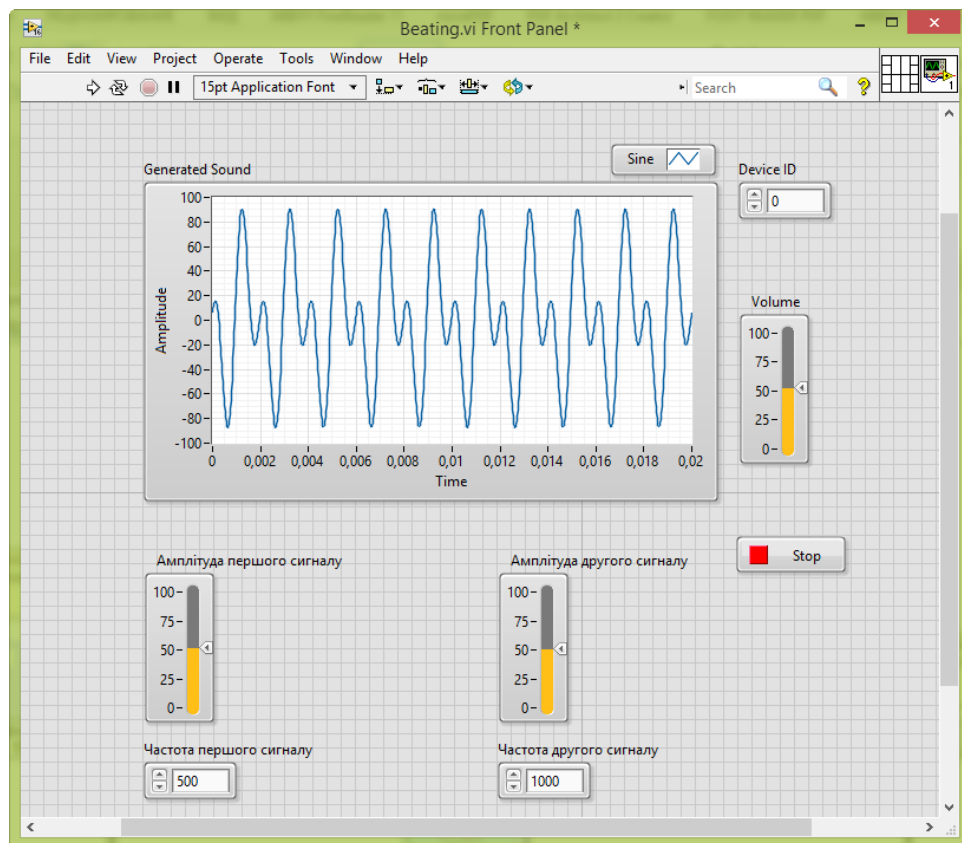 Beating.vi Front Panel *
File Edit View Project Operate Tools Window Help
15pt Application Font
Search
1
Sine
Generated Sound
Device ID
0
100
80
60
40
20
0
-20
-40
-60
-80
-100
Amplitude
0 0,002 0,004 0,006 0,008 0,01 0,012 0,014 0,016 0,018 0,02
Time
Volume
100
75
50
25
0
Stop
Амплітуда першого сигналу
100
75
50
25
0
Частота першого сигналу
500
Амплітуда другого сигналу
100
75
50
25
0
Частота другого сигналу
1000